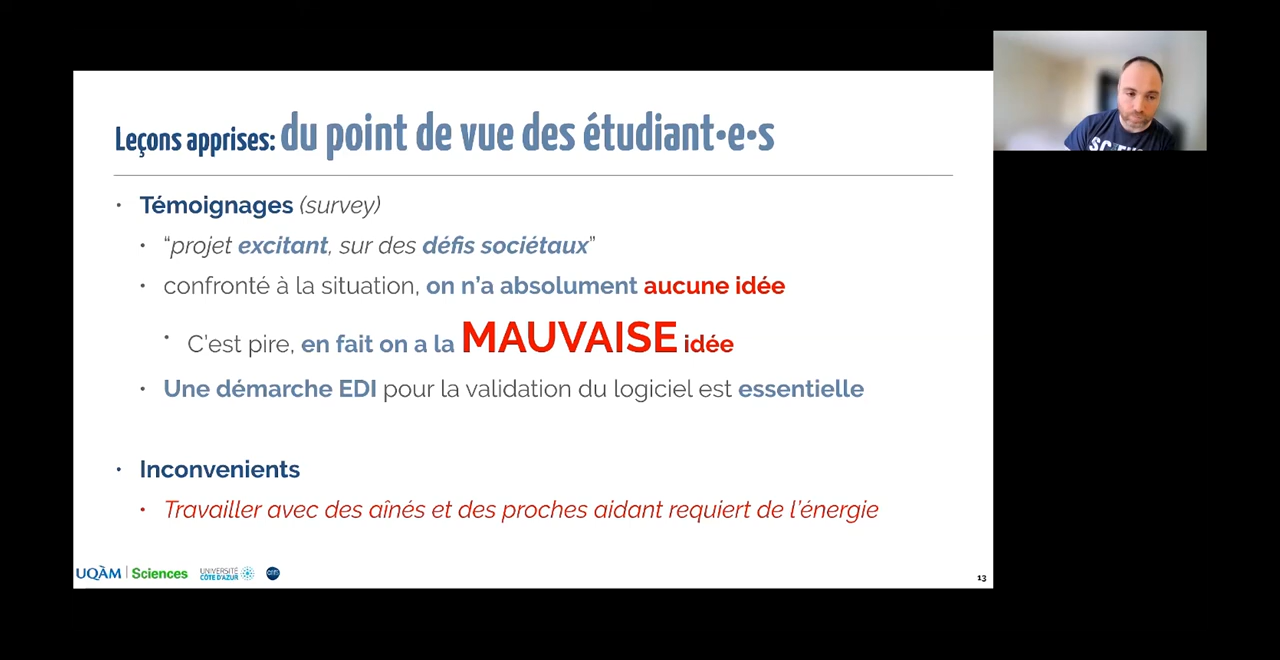 Leçons apprises: du point de vue des étudiant•e•s
• Témoignages (survey)
• “projet excitant, sur des défis sociétaux”
• confronté à la situation, on n’a absolument aucune idée
• C’est pire, en fait on a la MAUVAISE idée
• Une démarche EDI pour la validation du logiciel est essentielle
• Inconvenients
• Travailler avec des aînés et des proches aidant requiert de l’énergie
UQÀM | Sciences
UNIVERSITÉ
CÔTE D’AZUR
13